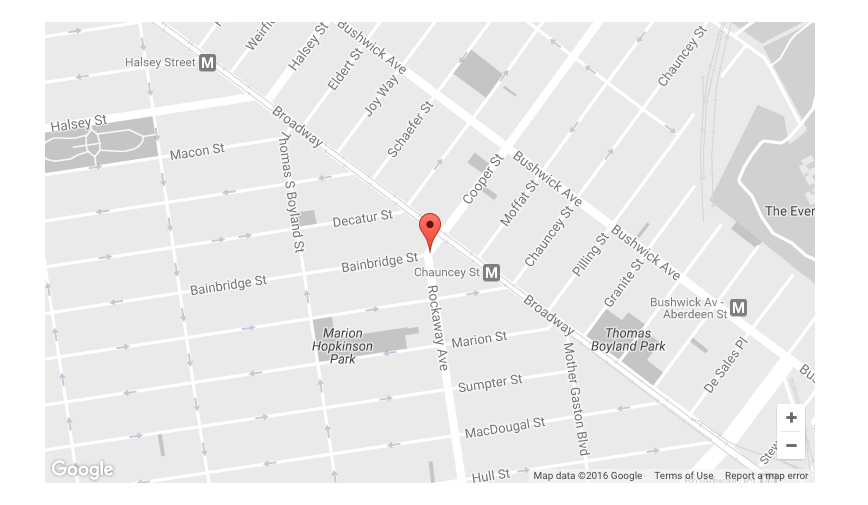 Bushwick Ave
Weirfi
Halsey St
Halsey Street M
Eldert St
Chauncey St
Joy Way
Halsey St
Broadway
Schaefer St
Macon St
Thomas S Boyland St
Bushwick Ave
Cooper St
Moffat St
Decatur St
The Ever
Chauncey St
Bushwick Ave
Pilling St
Bainbridge St
Bainbridge St
Chauncey St M
Granite St
Rockaway Ave
Broadway
Bushwick Av -
Aberdeen St M
Marion
Hopkinson
Park
Marion St
Thomas
Boyland Park
Mother Gaston Blvd
De Sales Pl
Bu
Sumpter St
MacDougal St
+
−
Stew
Google
Hull St
Map data ©2016 Google
Terms of Use
Report a map error